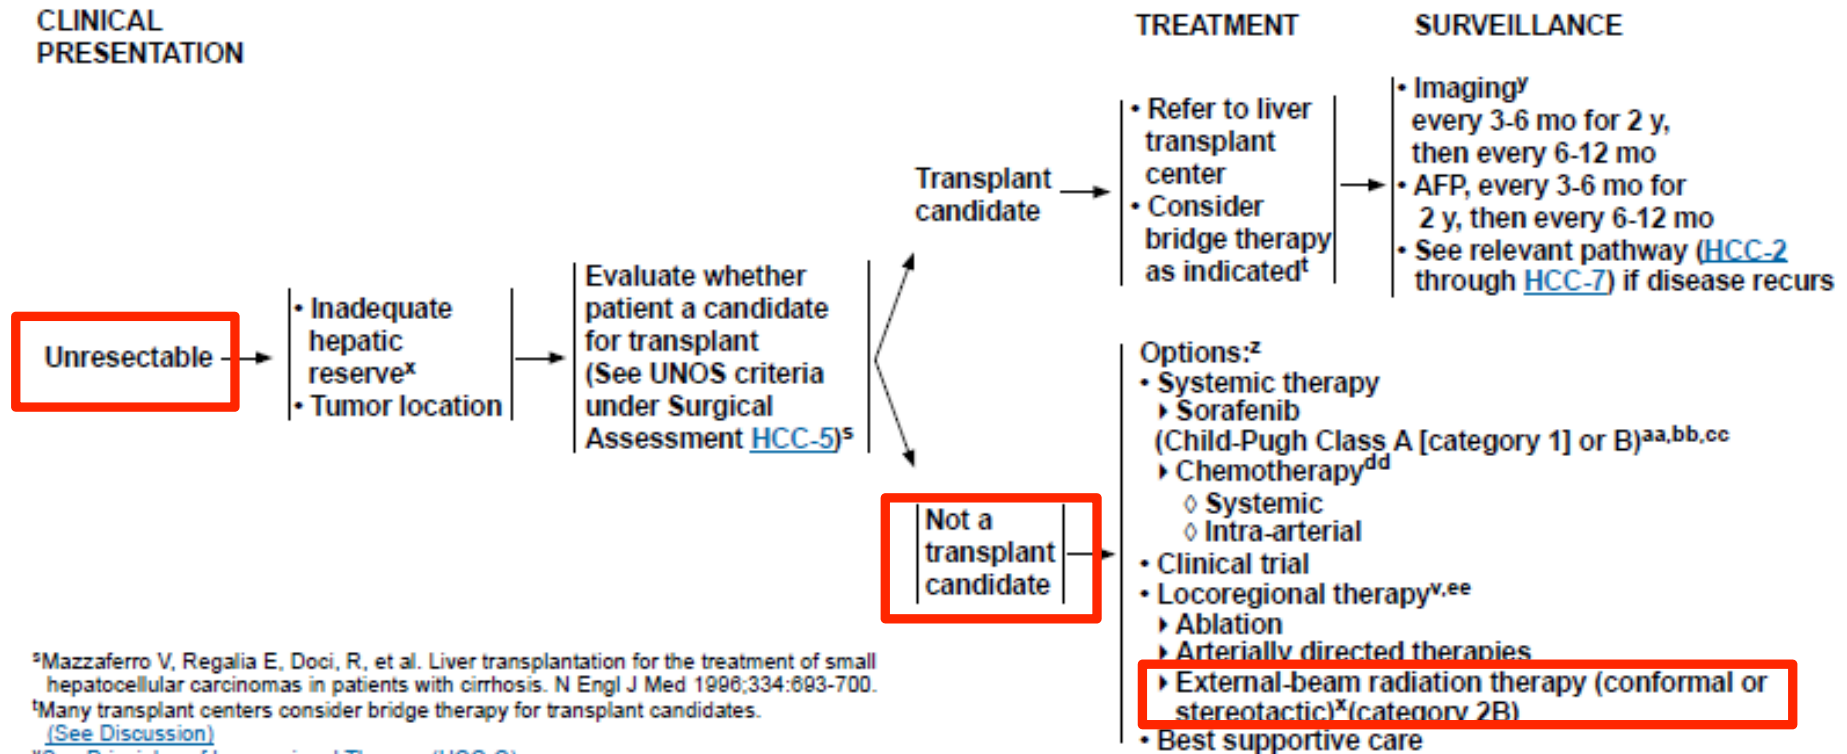 CLINICAL
PRESENTATION
TREATMENT
SURVEILLANCE
Unresectable
• Inadequate
hepatic
reserveˣ
• Tumor location
Evaluate whether
patient a candidate
for transplant
(See UNOS criteria
under Surgical
Assessment HCC-5)ˢ
Transplant
candidate
• Refer to liver
transplant
center
• Consider
bridge therapy
as indicatedᵗ
• Imagingʸ
every 3-6 mo for 2 y,
then every 6-12 mo
• AFP, every 3-6 mo for
2 y, then every 6-12 mo
• See relevant pathway (HCC-2
through HCC-7) if disease recurs
Not a
transplant
candidate
Options:ᶻ
• Systemic therapy
▸ Sorafenib
(Child-Pugh Class A [category 1] or B)ᵃᵃ,ᵇᵇ,ᶜᶜ
▸ Chemotherapyᵈᵈ
◊ Systemic
◊ Intra-arterial
• Clinical trial
• Locoregional therapyᵛ,ᵉᵉ
▸ Ablation
▸ Arterially directed therapies
▸ External-beam radiation therapy (conformal or
stereotactic)ˣ(category 2B)
• Best supportive care
ˢMazzaferro V, Regalia E, Doci, R, et al. Liver transplantation for the treatment of small
hepatocellular carcinomas in patients with cirrhosis. N Engl J Med 1996;334:693-700.
ᵗMany transplant centers consider bridge therapy for transplant candidates.
(See Discussion)